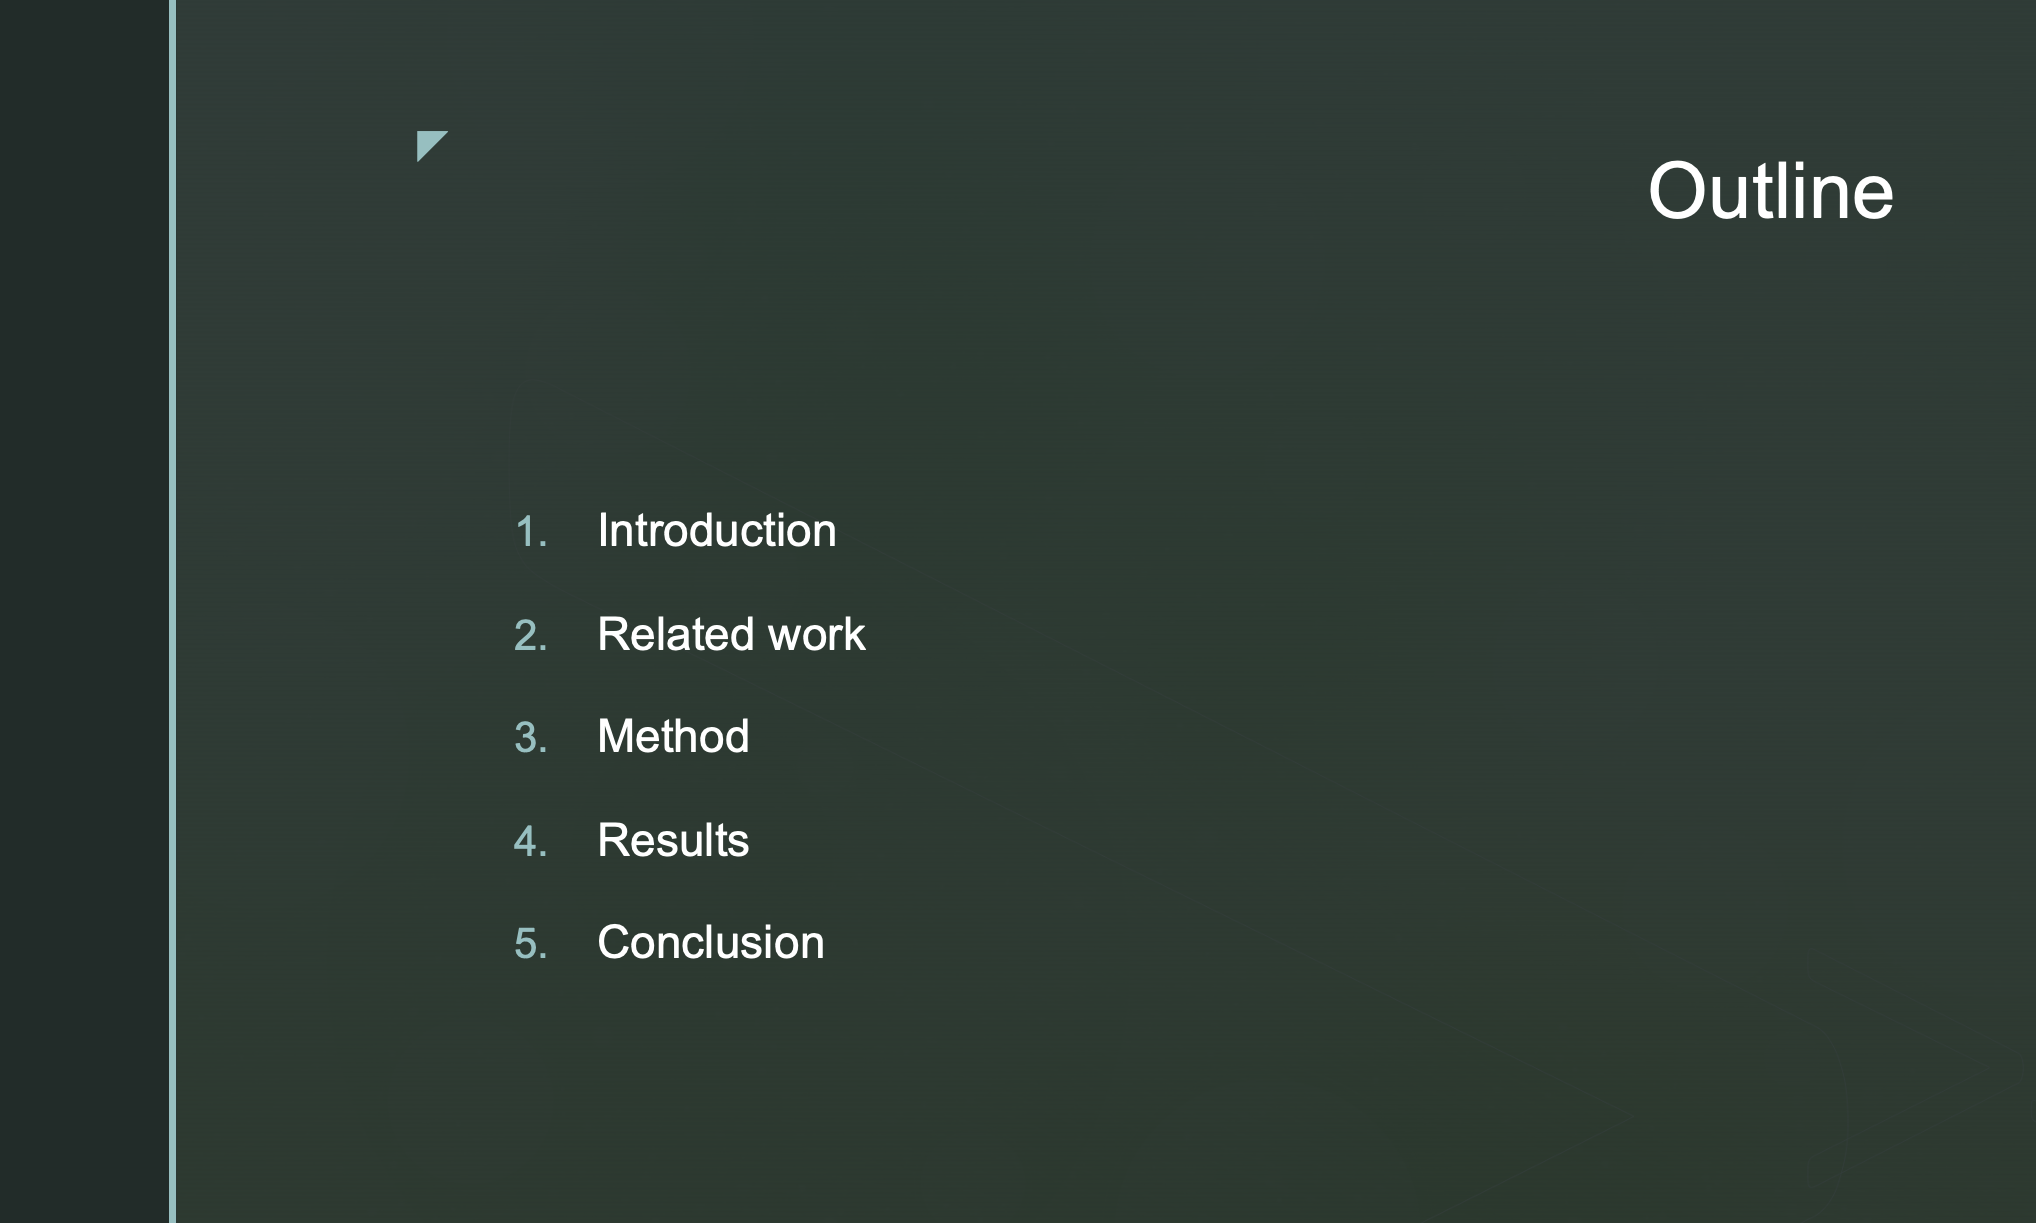 Outline
1. Introduction
2. Related work
3. Method
4. Results
5. Conclusion